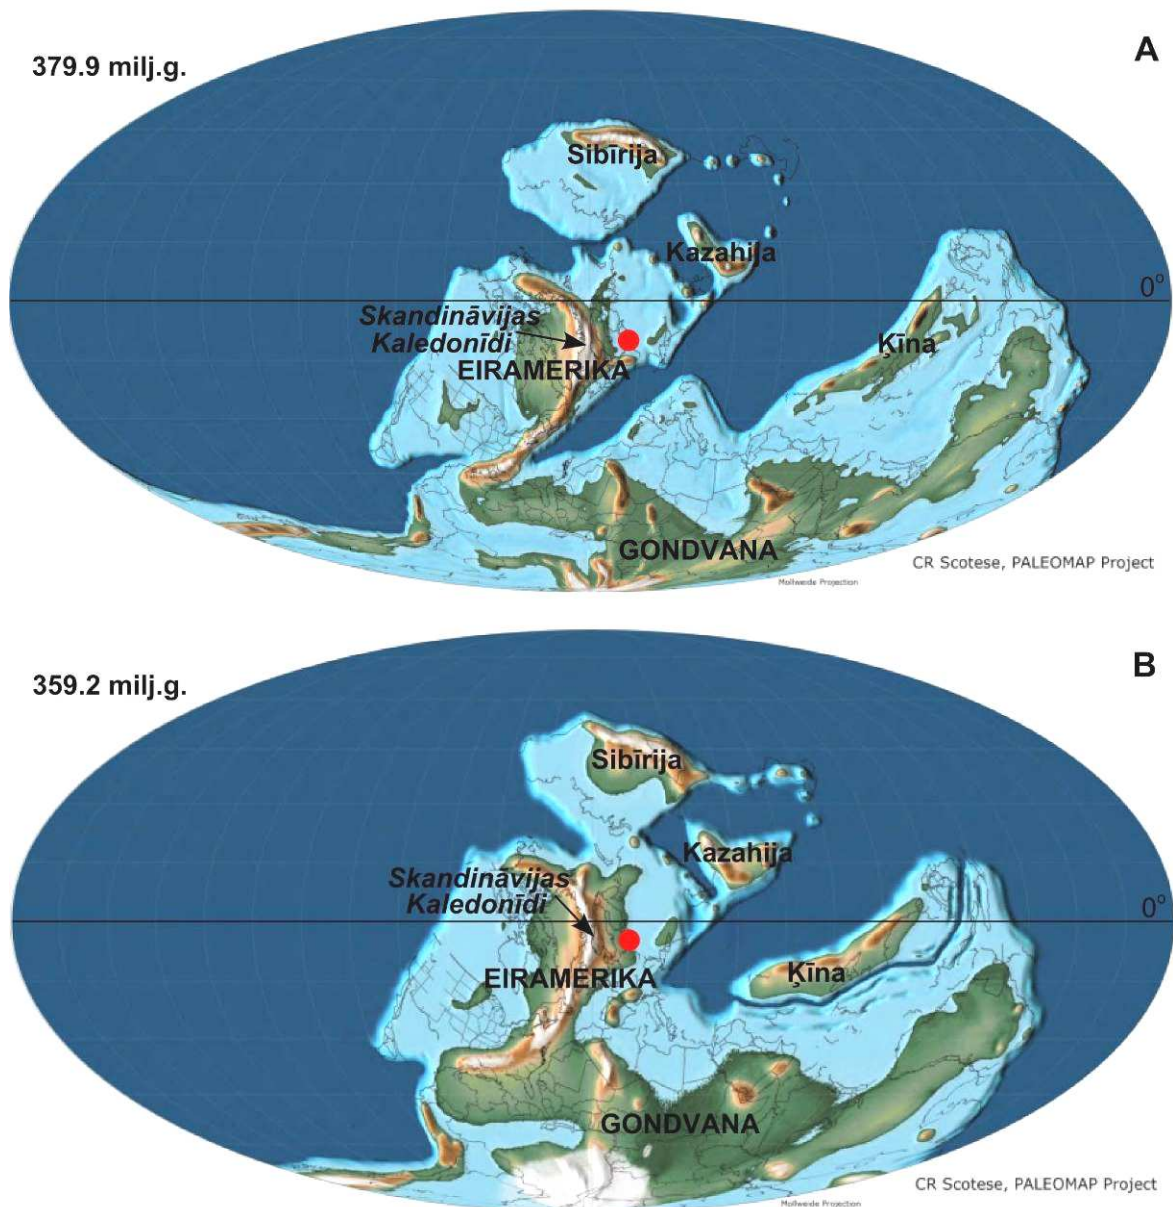 379.9 milj.g.
A
Sibīrija
Kazahija
0°
Skandināvijas
Kaledonīdi
Ķīna
EIRAMERIKA
GONDVANA
CR Scotese, PALEOMAP Project
Mollweide Projection
359.2 milj.g.
B
Sibīrija
Kazahija
Skandināvijas
Kaledonīdi
0°
Ķīna
EIRAMERIKA
GONDVANA
CR Scotese, PALEOMAP Project
Mollweide Projection